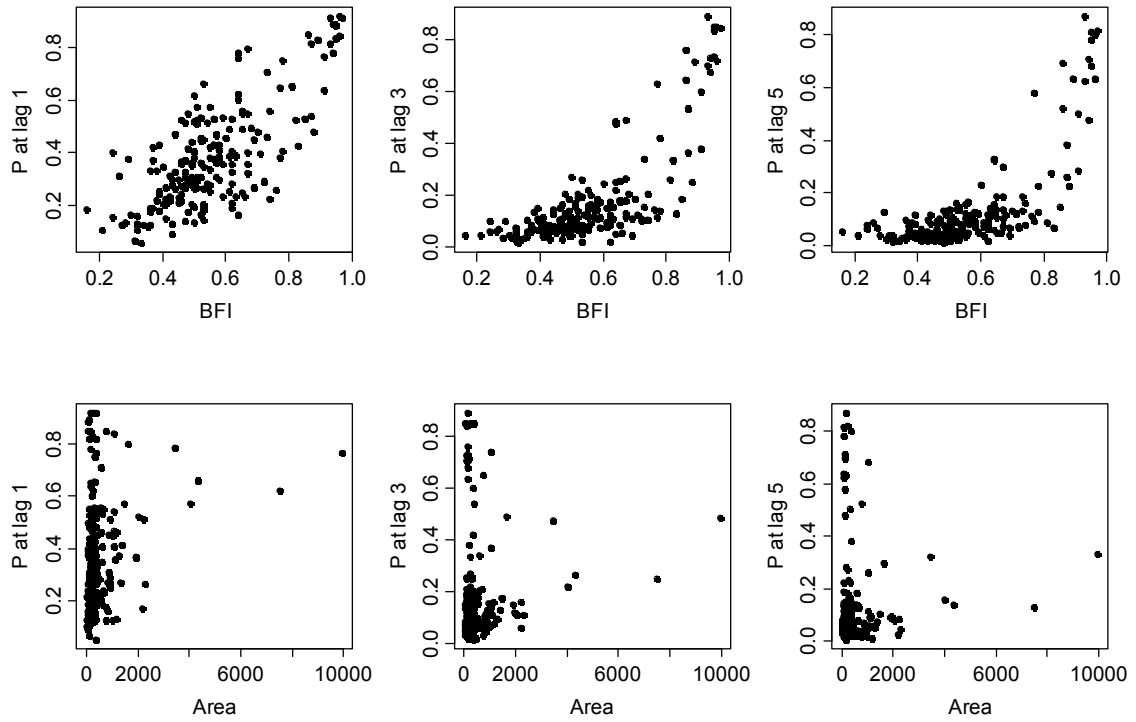 P at lag 1
0.2 0.4 0.6 0.8
0.2 0.4 0.6 0.8 1.0
BFI
P at lag 3
0.0 0.2 0.4 0.6 0.8
0.2 0.4 0.6 0.8 1.0
BFI
P at lag 5
0.0 0.2 0.4 0.6 0.8
0.2 0.4 0.6 0.8 1.0
BFI
P at lag 1
0.2 0.4 0.6 0.8
0 2000 6000 10000
Area
P at lag 3
0.0 0.2 0.4 0.6 0.8
0 2000 6000 10000
Area
P at lag 5
0.0 0.2 0.4 0.6 0.8
0 2000 6000 10000
Area